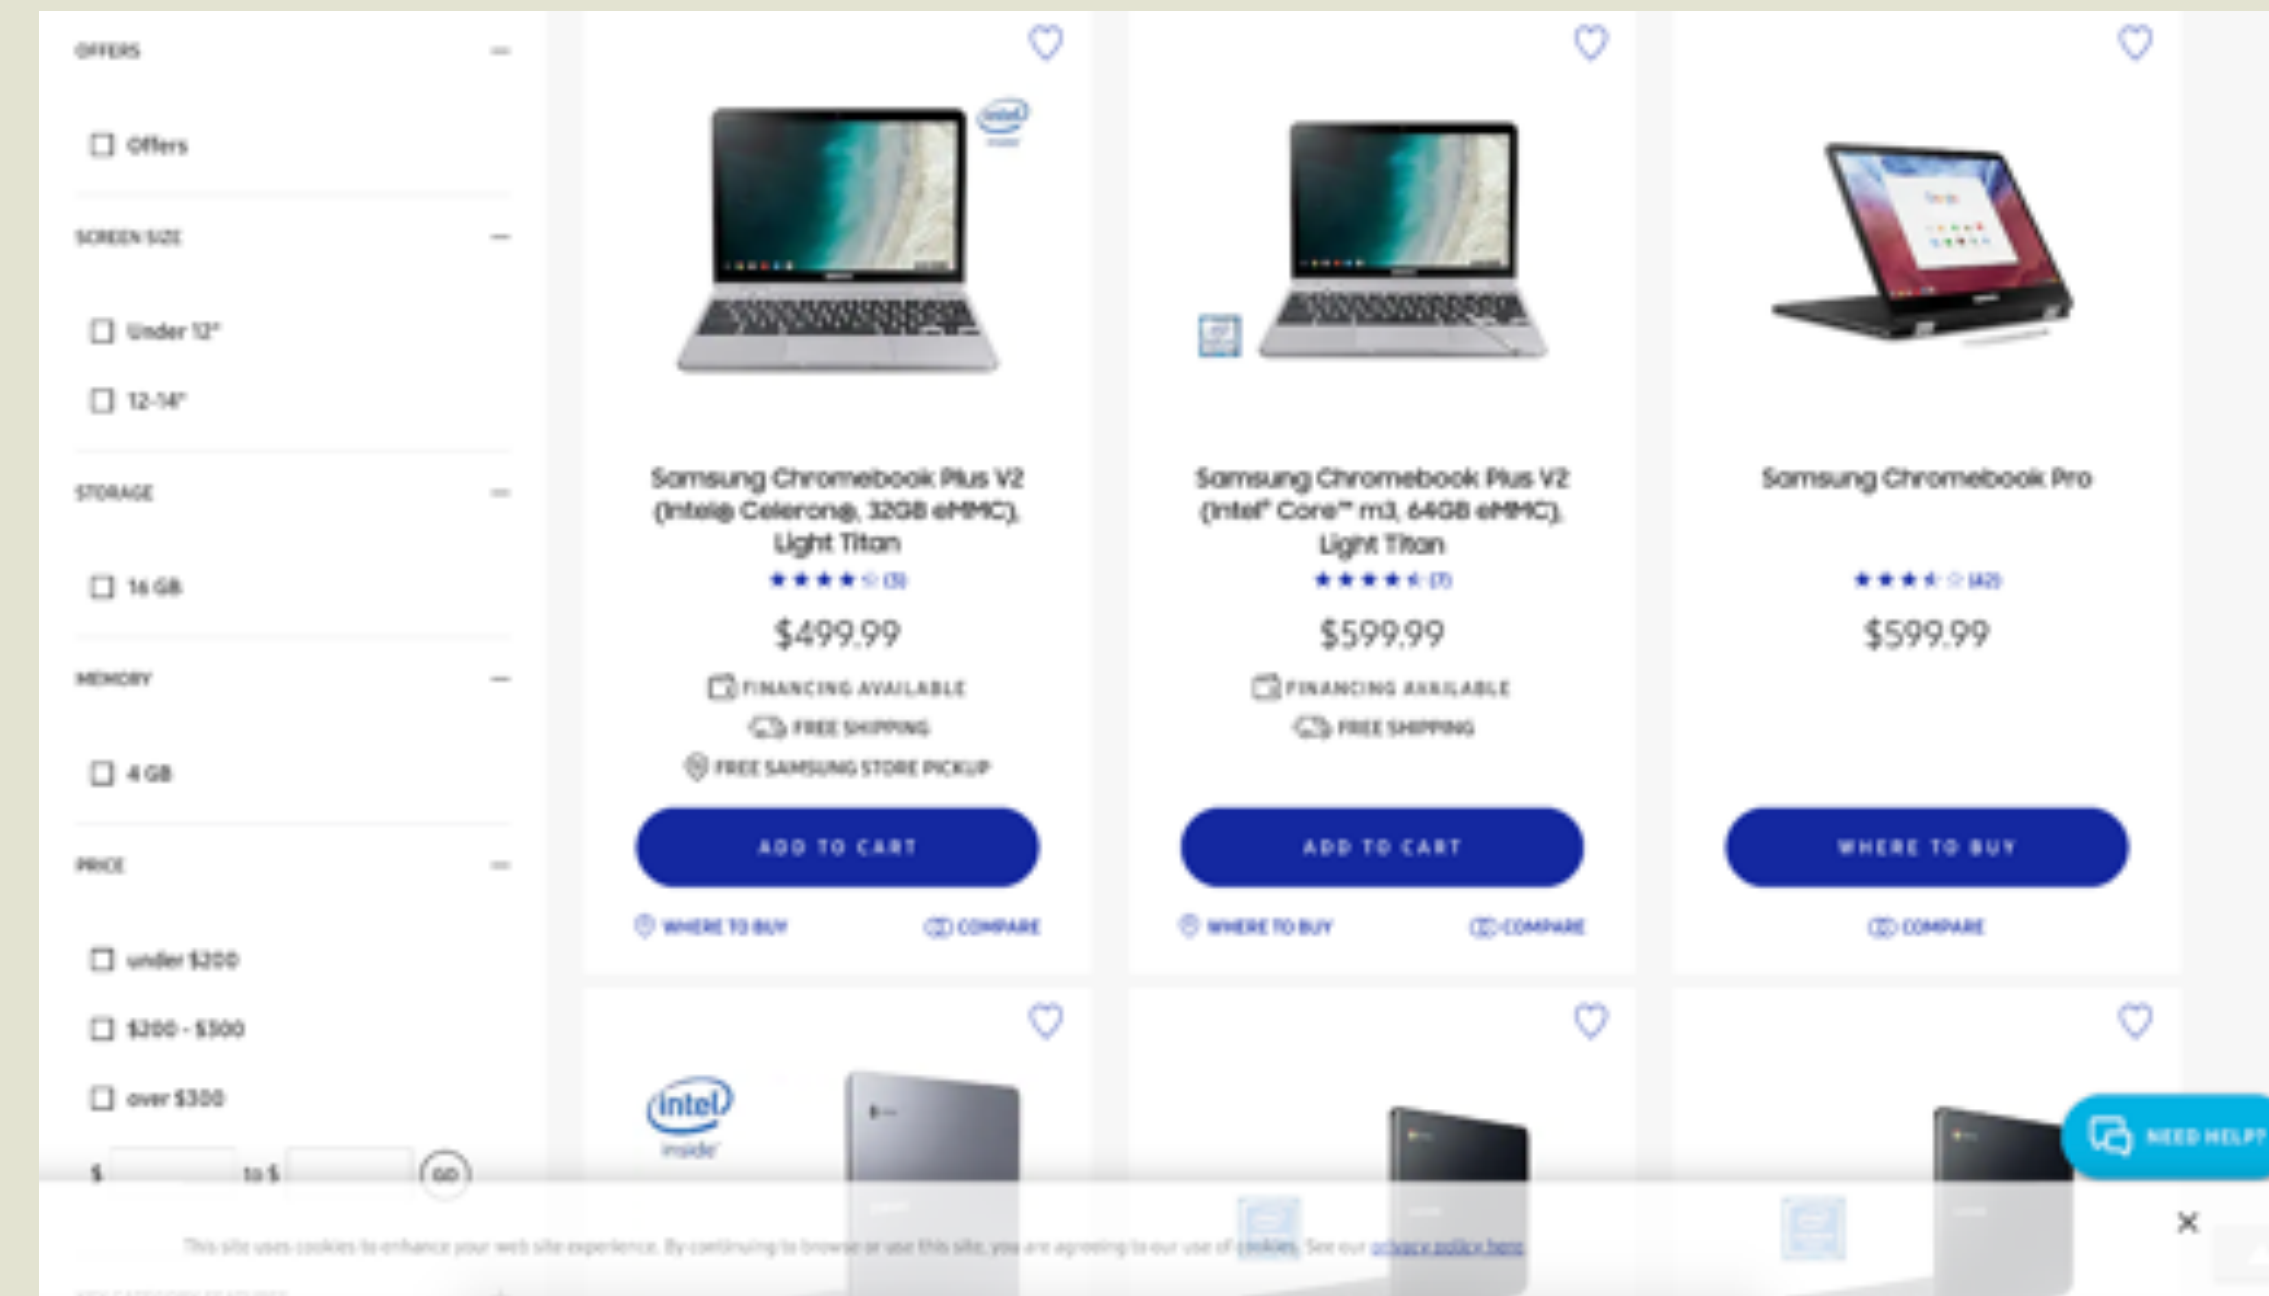 OFFERS
Offers
SCREEN SIZE
Under 12"
12-14"
STORAGE
16 GB
MEMORY
4 GB
PRICE
under $200
$200 - $300
over $300
$ to $ GO
intel
inside
Samsung Chromebook Plus V2
(Intel® Celeron®, 32GB eMMC),
Light Titan
(3)
$499.99
FINANCING AVAILABLE
FREE SHIPPING
FREE SAMSUNG STORE PICKUP
ADD TO CART
WHERE TO BUY
COMPARE
Samsung Chromebook Plus V2
(Intel® Core™ m3, 64GB eMMC),
Light Titan
(7)
$599.99
FINANCING AVAILABLE
FREE SHIPPING
ADD TO CART
WHERE TO BUY
COMPARE
Google
Samsung Chromebook Pro
(42)
$599.99
WHERE TO BUY
COMPARE
intel
inside™
NEED HELP?
This site uses cookies to enhance your web site experience. By continuing to browse or use this site, you are agreeing to our use of cookies. See our privacy policy here
KEY CATEGORY FEATURES